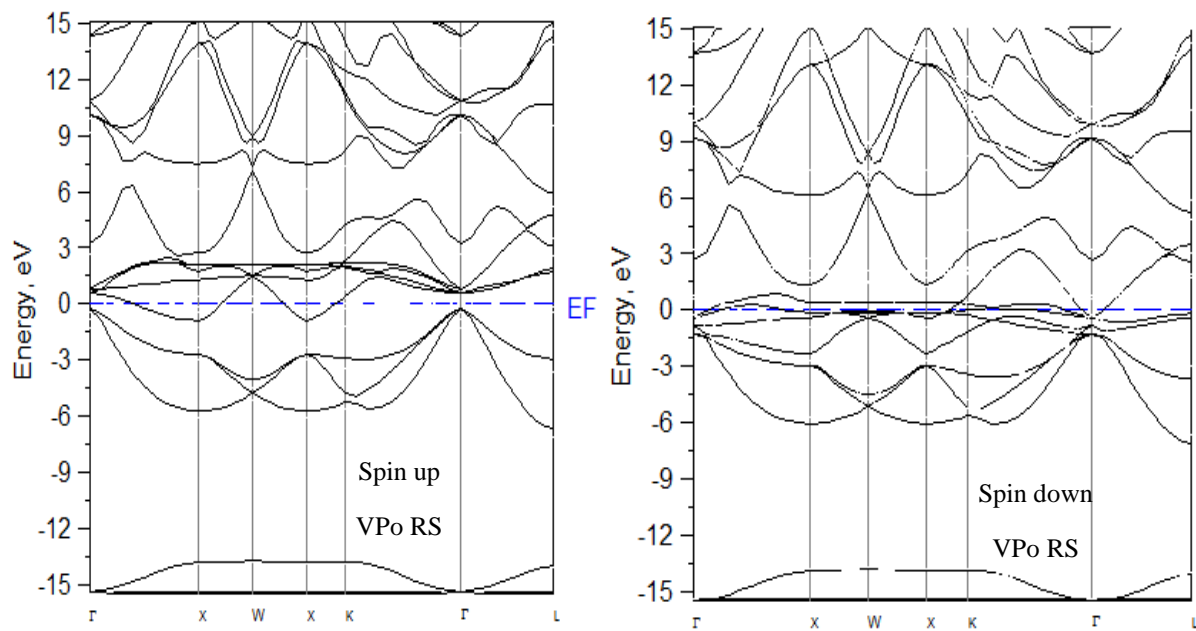 15
12
9
6
3
0
-3
-6
-9
-12
-15
Energy, eV
Spin up
VPo RS
Γ X W X K Γ L
EF
15
12
9
6
3
0
-3
-6
-9
-12
-15
Energy, eV
Spin down
VPo RS
Γ X W X K Γ L